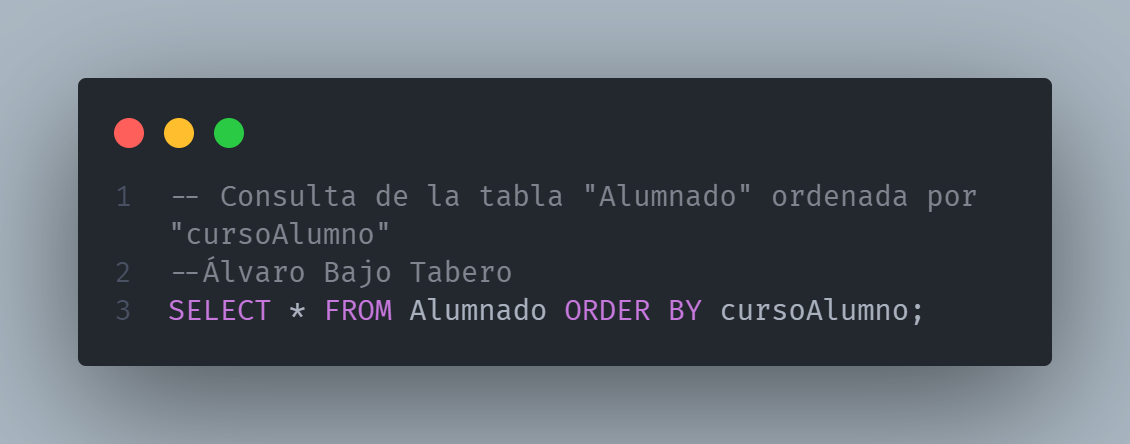 1 -- Consulta de la tabla "Alumnado" ordenada por
"cursoAlumno"
2 --Álvaro Bajo Tabero
3 SELECT * FROM Alumnado ORDER BY cursoAlumno;